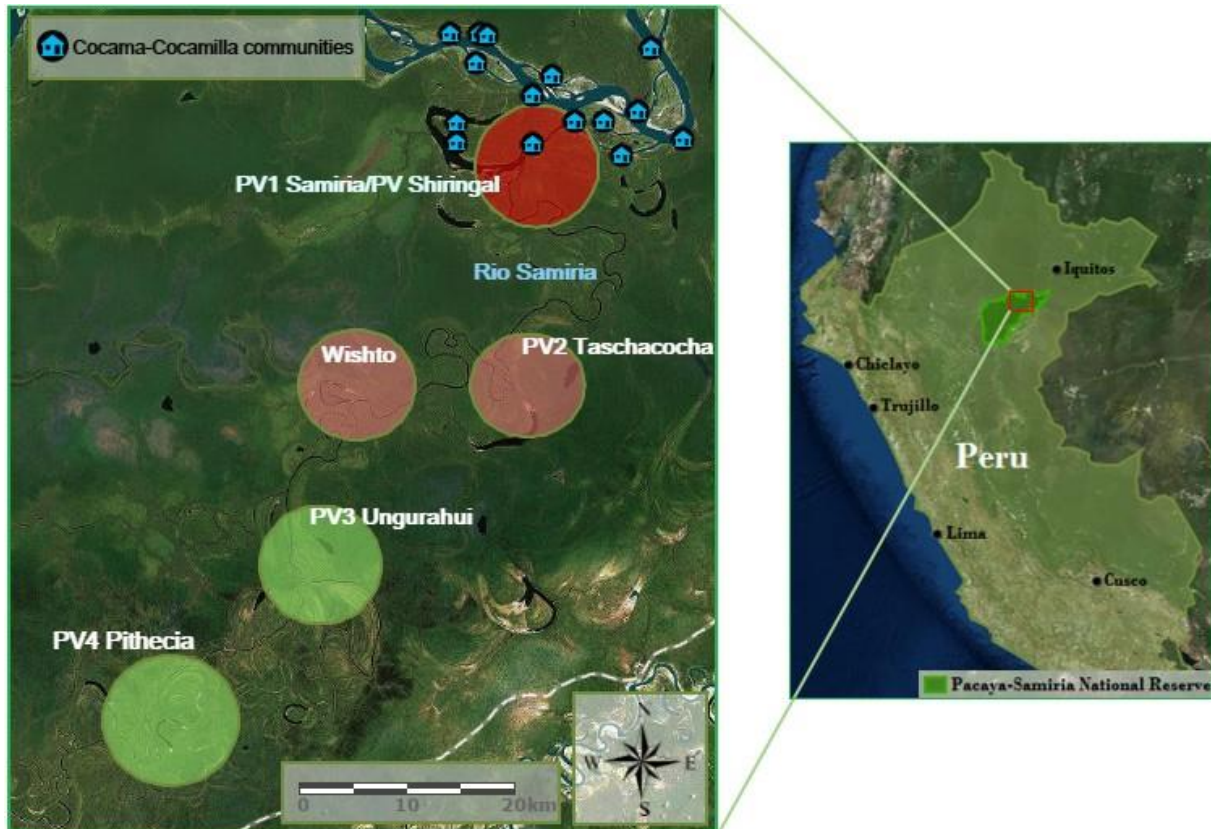 Cocama-Cocamilla communities
PV1 Samiria/PV Shiringal
Rio Samiria
Wishto
PV2 Taschacocha
PV3 Ungurahui
PV4 Pithecia
0 10 20km
N
W E
S
Iquitos
Chiclayo
Trujillo
Peru
Lima
Cusco
Pacaya-Samiria National Reserve